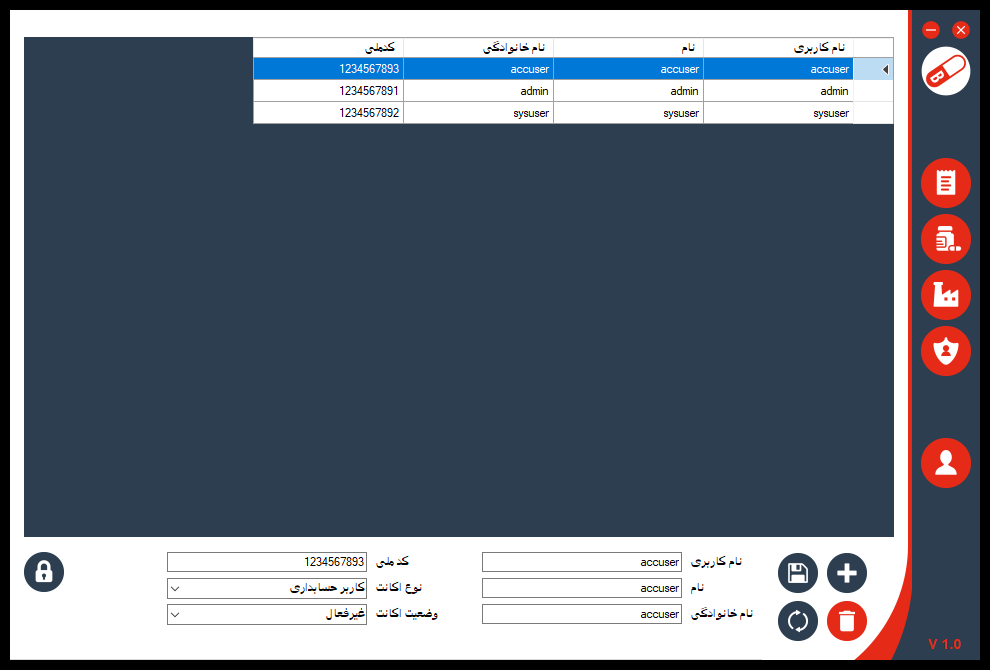 نام کاربری نام نام خانوادگی کدملی
accuser accuser accuser 1234567893
admin admin admin 1234567891
sysuser sysuser sysuser 1234567892
نام کاربری accuser کد ملی 1234567893
نام accuser نوع اکانت کاربر حسابداری
نام خانوادگی accuser وضعیت اکانت غیرفعال
V 1.0
B